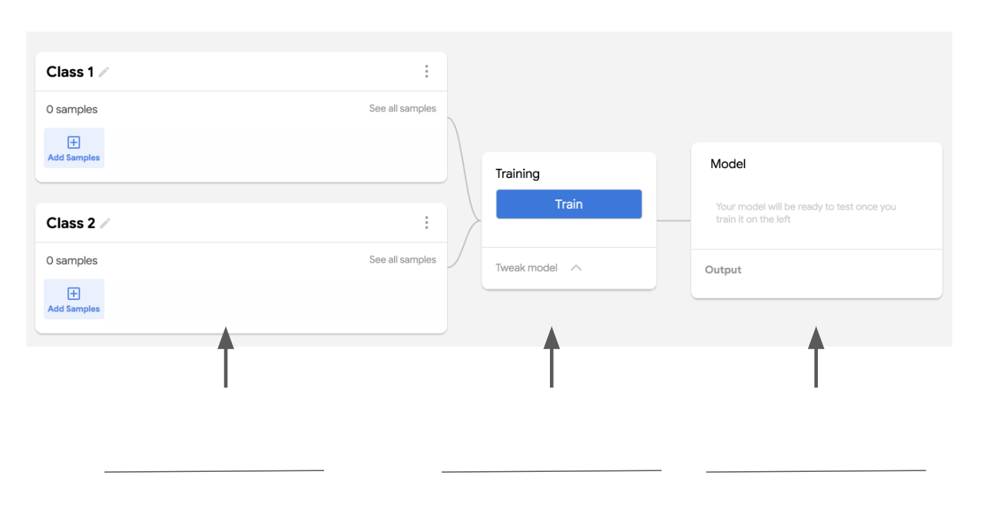 Class 1
0 samples
See all samples
Add Samples
Class 2
0 samples
See all samples
Add Samples
Training
Train
Tweak model
Model
Your model will be ready to test once you
train it on the left
Output